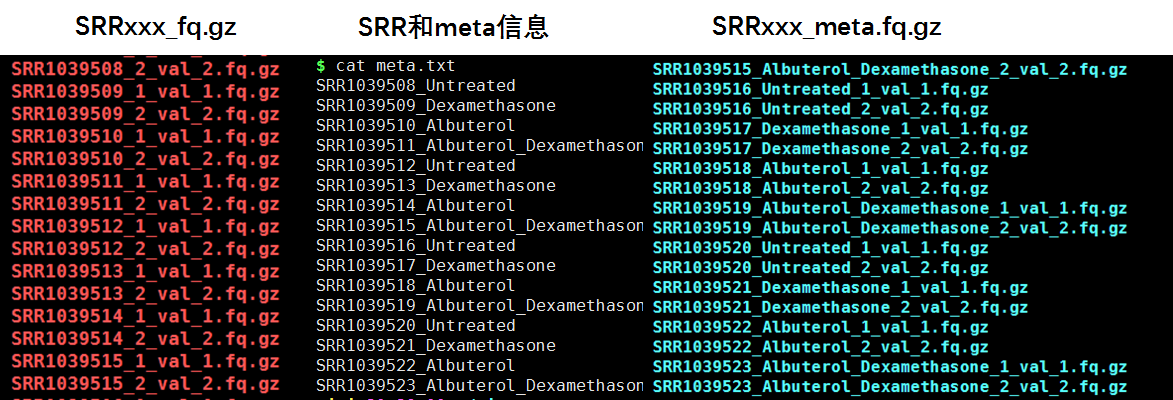 SRRxxx_fq.gz
SRR和meta信息
SRRxxx_meta.fq.gz
SRR1039508_2_val_2.fq.gz
SRR1039509_1_val_1.fq.gz
SRR1039509_2_val_2.fq.gz
SRR1039510_1_val_1.fq.gz
SRR1039510_2_val_2.fq.gz
SRR1039511_1_val_1.fq.gz
SRR1039511_2_val_2.fq.gz
SRR1039512_1_val_1.fq.gz
SRR1039512_2_val_2.fq.gz
SRR1039513_1_val_1.fq.gz
SRR1039513_2_val_2.fq.gz
SRR1039514_1_val_1.fq.gz
SRR1039514_2_val_2.fq.gz
SRR1039515_1_val_1.fq.gz
SRR1039515_2_val_2.fq.gz
$ cat meta.txt
SRR1039508_Untreated
SRR1039509_Dexamethasone
SRR1039510_Albuterol
SRR1039511_Albuterol_Dexamethason
SRR1039512_Untreated
SRR1039513_Dexamethasone
SRR1039514_Albuterol
SRR1039515_Albuterol_Dexamethason
SRR1039516_Untreated
SRR1039517_Dexamethasone
SRR1039518_Albuterol
SRR1039519_Albuterol_Dexamethason
SRR1039520_Untreated
SRR1039521_Dexamethasone
SRR1039522_Albuterol
SRR1039523_Albuterol_Dexamethason
SRR1039515_Albuterol_Dexamethasone_2_val_2.fq.gz
SRR1039516_Untreated_1_val_1.fq.gz
SRR1039516_Untreated_2_val_2.fq.gz
SRR1039517_Dexamethasone_1_val_1.fq.gz
SRR1039517_Dexamethasone_2_val_2.fq.gz
SRR1039518_Albuterol_1_val_1.fq.gz
SRR1039518_Albuterol_2_val_2.fq.gz
SRR1039519_Albuterol_Dexamethasone_1_val_1.fq.gz
SRR1039519_Albuterol_Dexamethasone_2_val_2.fq.gz
SRR1039520_Untreated_1_val_1.fq.gz
SRR1039520_Untreated_2_val_2.fq.gz
SRR1039521_Dexamethasone_1_val_1.fq.gz
SRR1039521_Dexamethasone_2_val_2.fq.gz
SRR1039522_Albuterol_1_val_1.fq.gz
SRR1039522_Albuterol_2_val_2.fq.gz
SRR1039523_Albuterol_Dexamethasone_1_val_1.fq.gz
SRR1039523_Albuterol_Dexamethasone_2_val_2.fq.gz